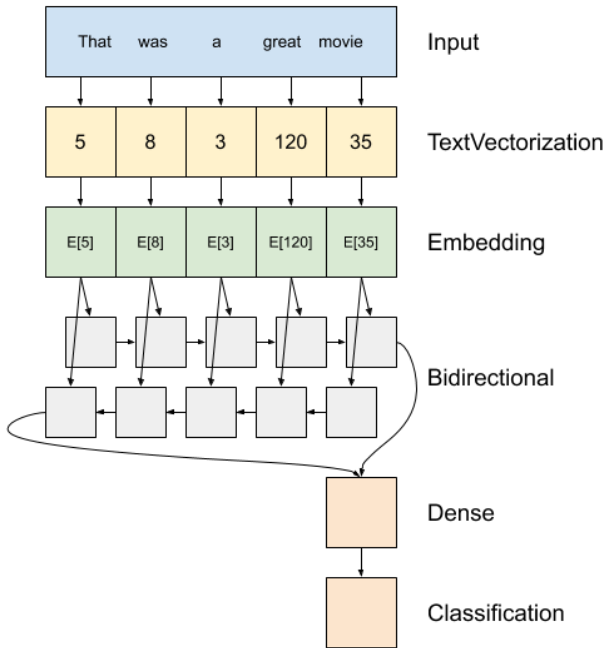 That was a great movie Input
5 8 3 120 35 TextVectorization
E[5] E[8] E[3] E[120] E[35] Embedding
Bidirectional
Dense
Classification